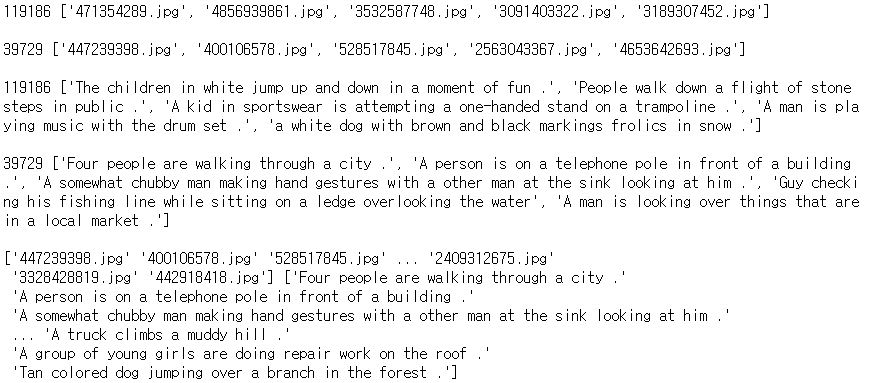 119186 ['471354289.jpg', '4856939861.jpg', '3532587748.jpg', '3091403322.jpg', '3189307452.jpg']
39729 ['447239398.jpg', '400106578.jpg', '528517845.jpg', '2563043367.jpg', '4653642693.jpg']
119186 ['The children in white jump up and down in a moment of fun .', 'People walk down a flight of stone
steps in public .', 'A kid in sportswear is attempting a one-handed stand on a trampoline .', 'A man is pla
ying music with the drum set .', 'a white dog with brown and black markings frolics in snow .']
39729 ['Four people are walking through a city .', 'A person is on a telephone pole in front of a building
.', 'A somewhat chubby man making hand gestures with a other man at the sink looking at him .', 'Guy checki
ng his fishing line while sitting on a ledge overlooking the water', 'A man is looking over things that are
in a local market .']
['447239398.jpg' '400106578.jpg' '528517845.jpg' ... '2409312675.jpg'
'3328428819.jpg' '442918418.jpg'] ['Four people are walking through a city .'
'A person is on a telephone pole in front of a building .'
'A somewhat chubby man making hand gestures with a other man at the sink looking at him .'
... 'A truck climbs a muddy hill .'
'A group of young girls are doing repair work on the roof .'
'Tan colored dog jumping over a branch in the forest .']